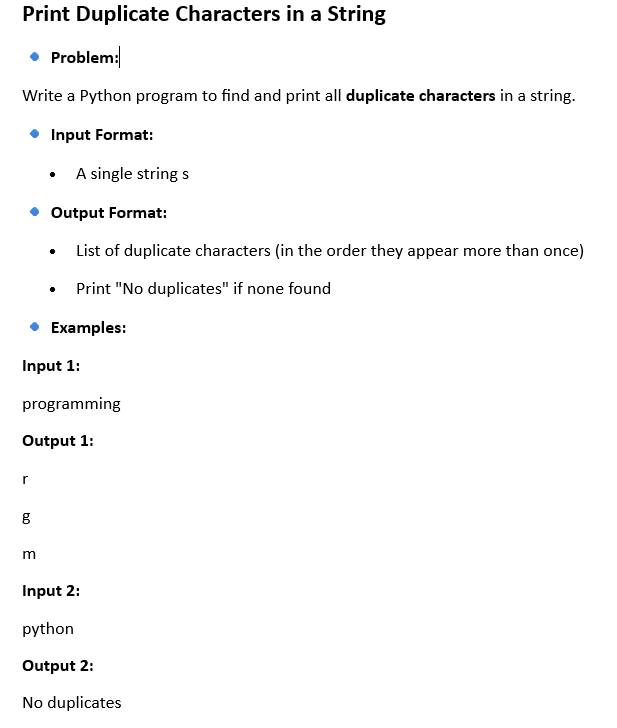 Print Duplicate Characters in a String
Problem:
Write a Python program to find and print all duplicate characters in a string.
Input Format:
• A single string s
Output Format:
• List of duplicate characters (in the order they appear more than once)
• Print "No duplicates" if none found
Examples:
Input 1:
programming
Output 1:
r
g
m
Input 2:
python
Output 2:
No duplicates